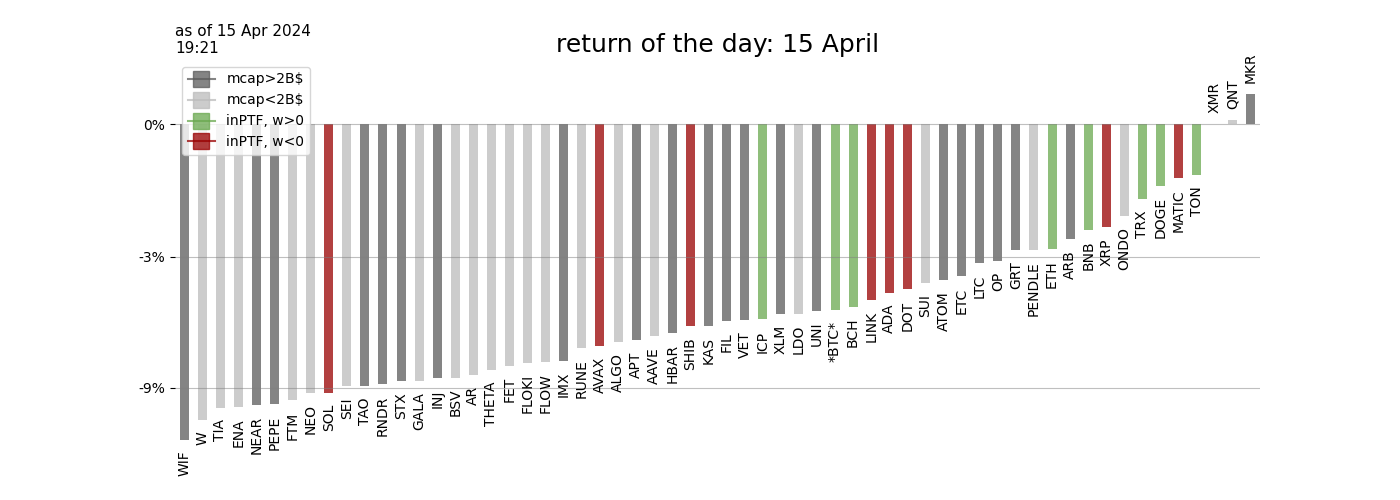 as of 15 Apr 2024
19:21
return of the day: 15 April
mcap>2B$
mcap<2B$
inPTF, w>0
inPTF, w<0
0%
-3%
-9%
WIF
W
TIA
ENA
NEAR
PEPE
FTM
NEO
SOL
SEI
TAO
RNDR
STX
GALA
INJ
BSV
AR
THETA
FET
FLOKI
FLOW
IMX
RUNE
AVAX
ALGO
APT
AAVE
HBAR
SHIB
KAS
FIL
VET
ICP
XLM
LDO
UNI
*BTC*
BCH
LINK
ADA
DOT
SUI
ATOM
ETC
LTC
OP
GRT
PENDLE
ETH
ARB
BNB
XRP
ONDO
TRX
DOGE
MATIC
TON
XMR
QNT
MKR